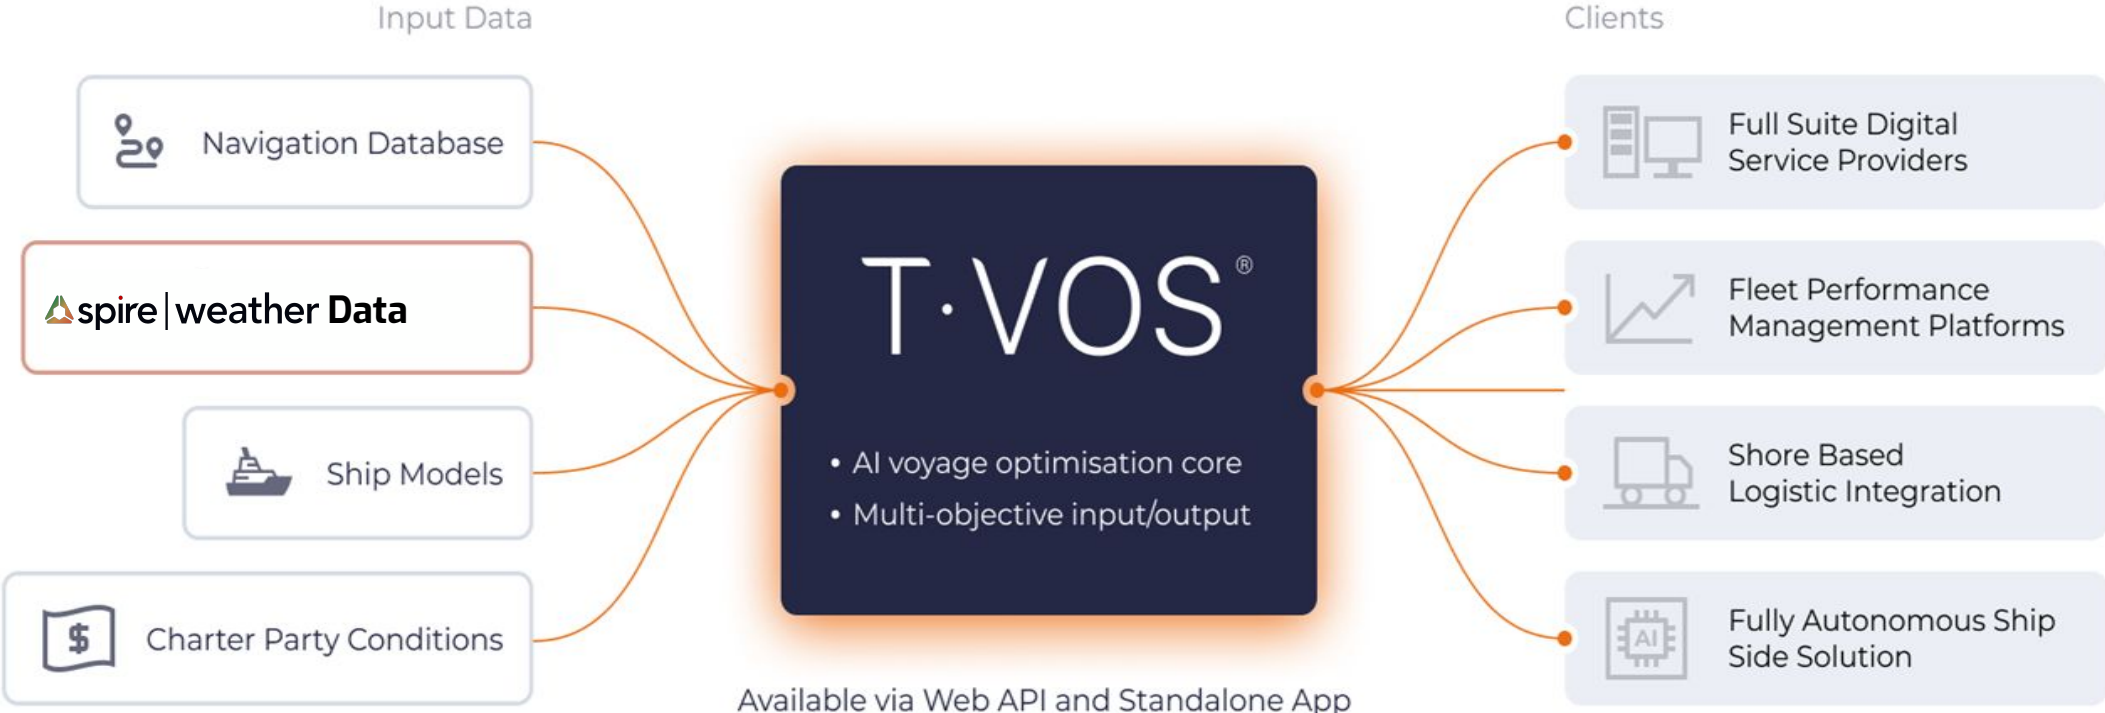 Input Data
Navigation Database
spire | weather Data
Ship Models
$
Charter Party Conditions
T·VOS®
• AI voyage optimisation core
• Multi-objective input/output
Available via Web API and Standalone App
Clients
Full Suite Digital
Service Providers
Fleet Performance
Management Platforms
Shore Based
Logistic Integration
AI
Fully Autonomous Ship
Side Solution